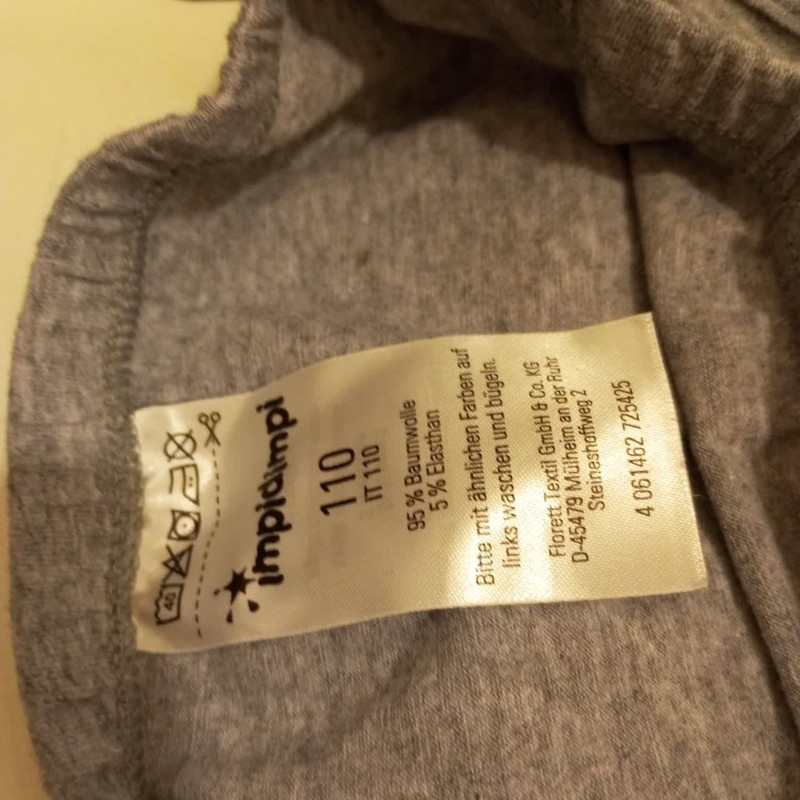 40
impidimpi
110
IT 110
95 % Baumwolle
5 % Elasthan
Bitte mit ähnlichen Farben auf
links waschen und bügeln.
Florett Textil GmbH & Co. KG
D-45479 Mülheim an der Ruhr
Steineshoffweg 2
4 061462 725425